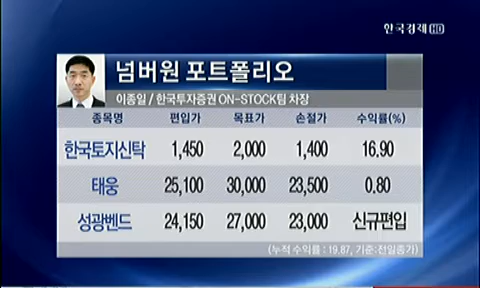 한국경제 HD
넘버원 포트폴리오
이종일 / 한국투자증권 ON-STOCK팀 차장
종목명 편입가 목표가 손절가 수익률(%)
한국토지신탁 1,450 2,000 1,400 16.90
태웅 25,100 30,000 23,500 0.80
성광벤드 24,150 27,000 23,000 신규편입
(누적 수익률 : 19.87, 기준:전일종가)